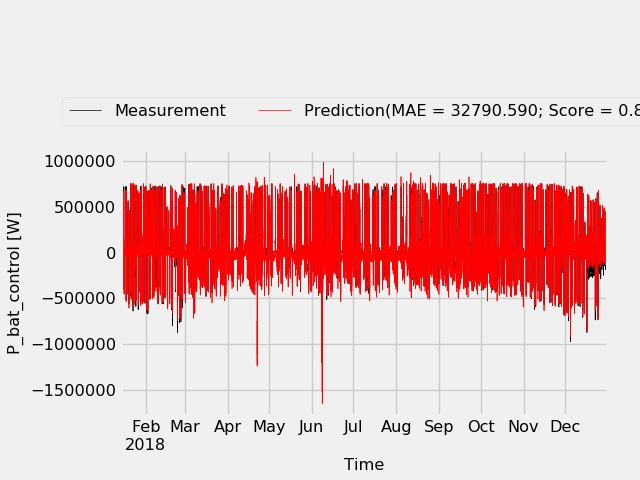 Measurement Prediction(MAE = 32790.590; Score = 0.8
1000000
500000
0
−500000
−1000000
−1500000
P_bat_control [W]
Feb Mar Apr May Jun Jul Aug Sep Oct Nov Dec
2018
Time